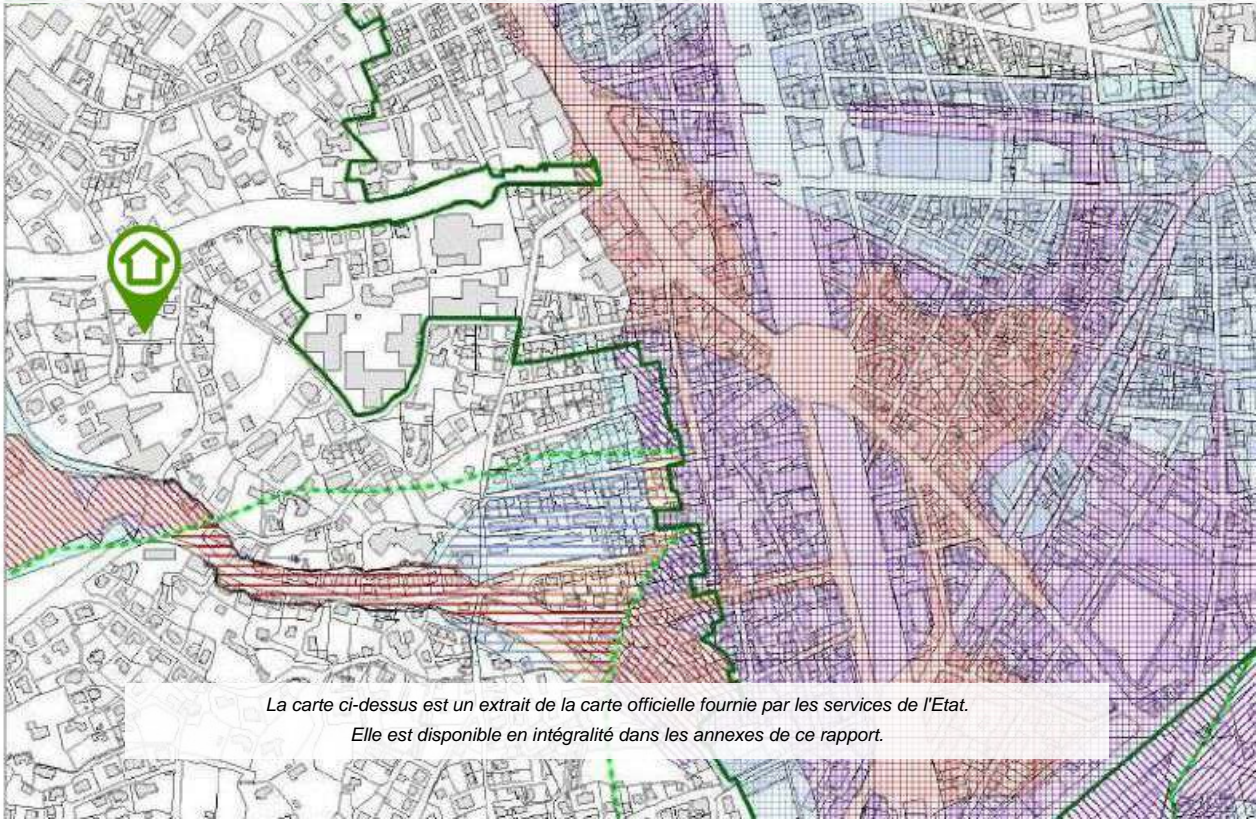 La carte ci-dessus est un extrait de la carte officielle fournie par les services de l'Etat.
Elle est disponible en intégralité dans les annexes de ce rapport.